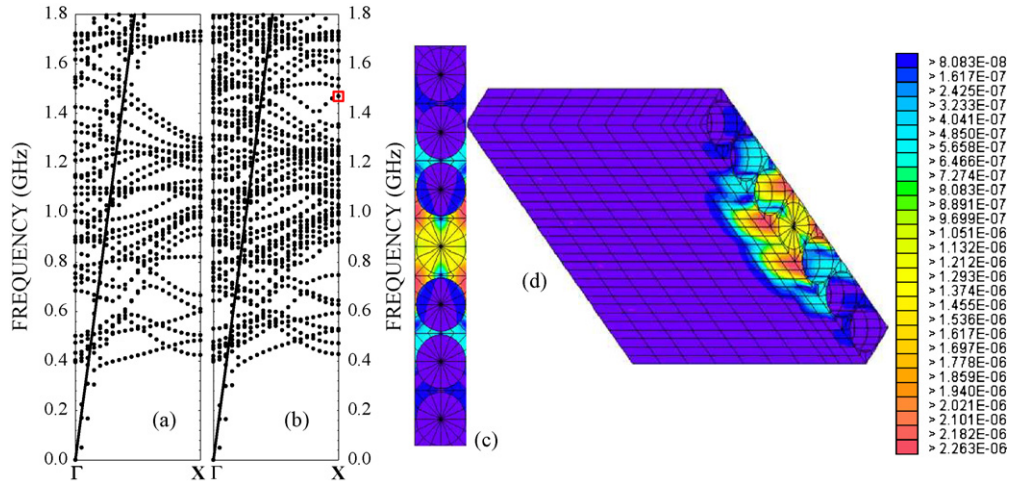 FREQUENCY (GHz)
1.8
1.6
1.4
1.2
1.0
0.8
0.6
0.4
0.2
0.0
Γ
X
(a)
Γ
X
(b)
1.8
1.6
1.4
1.2
1.0
0.8
0.6
0.4
0.2
0.0
FREQUENCY (GHz)
(c)
(d)
> 8.083E-08
> 1.617E-07
> 2.425E-07
> 3.233E-07
> 4.041E-07
> 4.850E-07
> 5.658E-07
> 6.466E-07
> 7.274E-07
> 8.083E-07
> 8.891E-07
> 9.699E-07
> 1.051E-06
> 1.132E-06
> 1.212E-06
> 1.293E-06
> 1.374E-06
> 1.455E-06
> 1.536E-06
> 1.617E-06
> 1.697E-06
> 1.778E-06
> 1.859E-06
> 1.940E-06
> 2.021E-06
> 2.101E-06
> 2.182E-06
> 2.263E-06